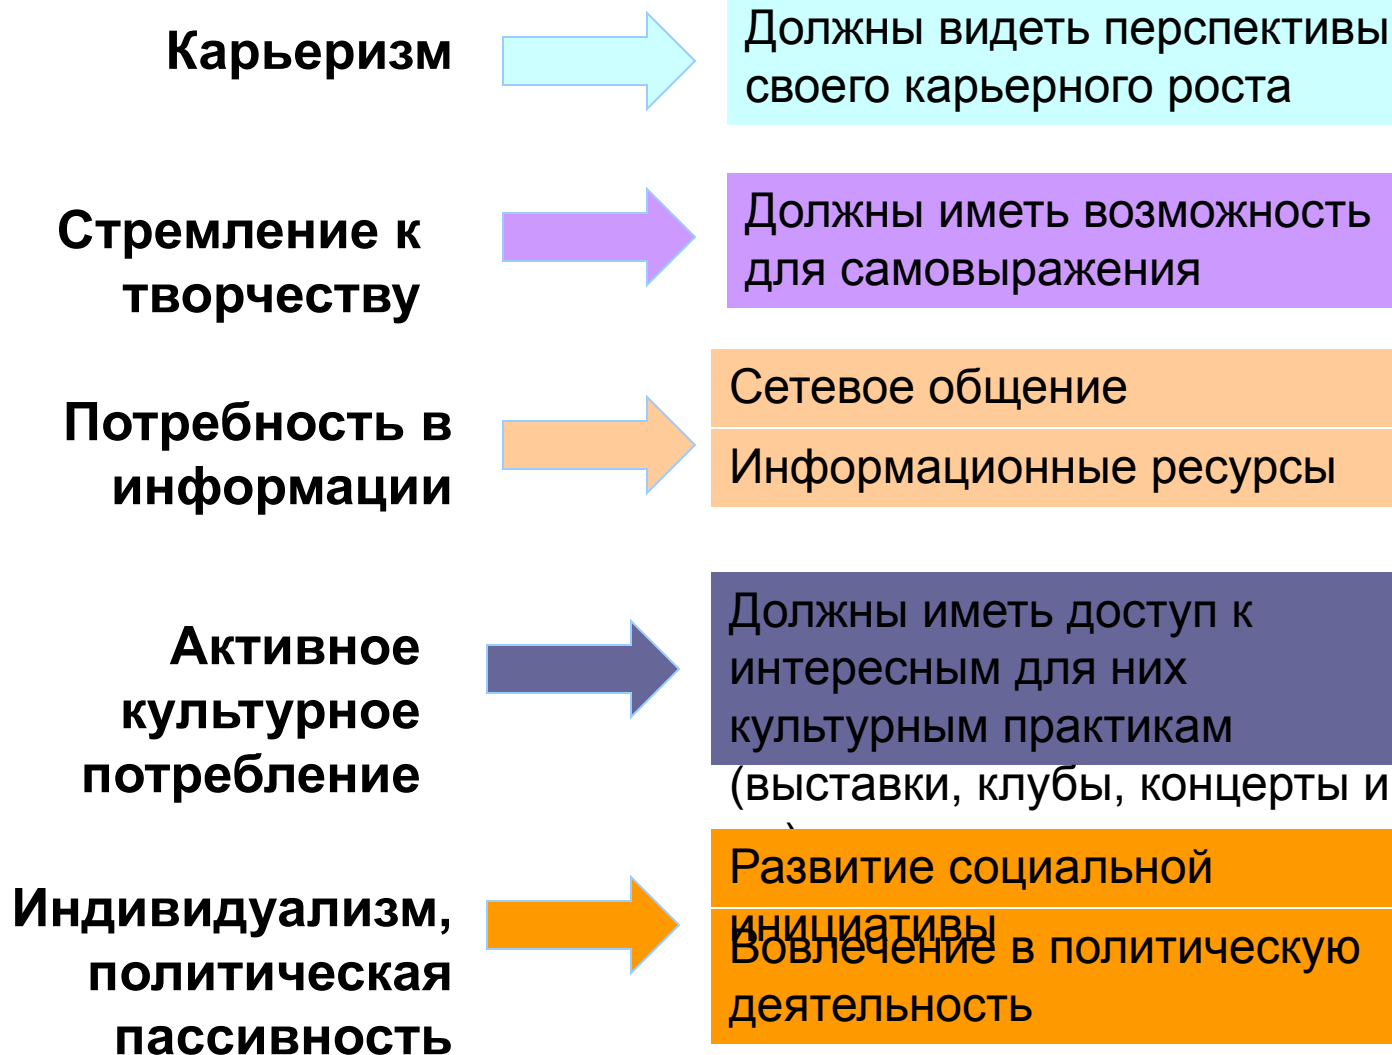 Карьеризм
Должны видеть перспективы
своего карьерного роста
Стремление к
творчеству
Должны иметь возможность
для самовыражения
Потребность в
информации
Сетевое общение
Информационные ресурсы
Активное
культурное
потребление
Должны иметь доступ к
интересным для них
культурным практикам
(выставки, клубы, концерты и
Индивидуализм,
политическая
пассивность
Развитие социальной
инициативы
Вовлечение в политическую
деятельность